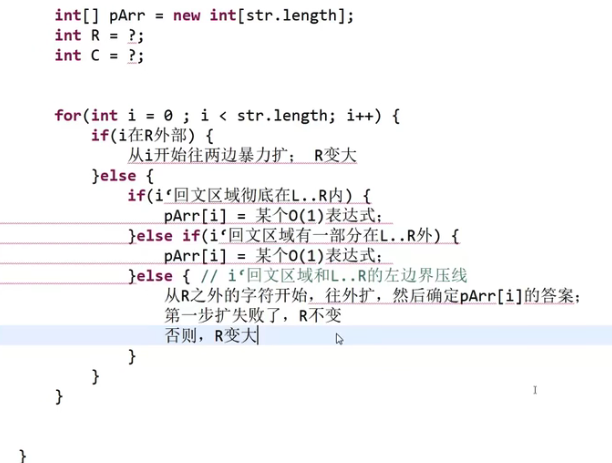 int[] pArr = new int[str.length];
int R = ?;
int C = ?;
for(int i = 0 ; i < str.length; i++) {
if(i在R外部) {
从i开始往两边暴力扩； R变大
}else {
if(i‘回文区域彻底在L..R内) {
pArr[i] = 某个O(1)表达式；
}else if(i‘回文区域有一部分在L..R外) {
pArr[i] = 某个O(1)表达式；
}else { // i‘回文区域和L..R的左边界压线
从R之外的字符开始，往外扩，然后确定pArr[i]的答案；
第一步扩失败了，R不变
否则，R变大
}
}
}
}